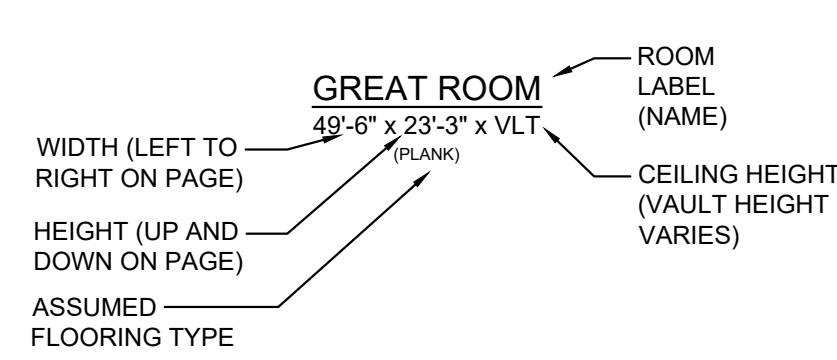 GREAT ROOM
49'-6" x 23'-3" x VLT
(PLANK)
ROOM
LABEL
(NAME)
WIDTH (LEFT TO
RIGHT ON PAGE)
CEILING HEIGHT
(VAULT HEIGHT
VARIES)
HEIGHT (UP AND
DOWN ON PAGE)
ASSUMED
FLOORING TYPE